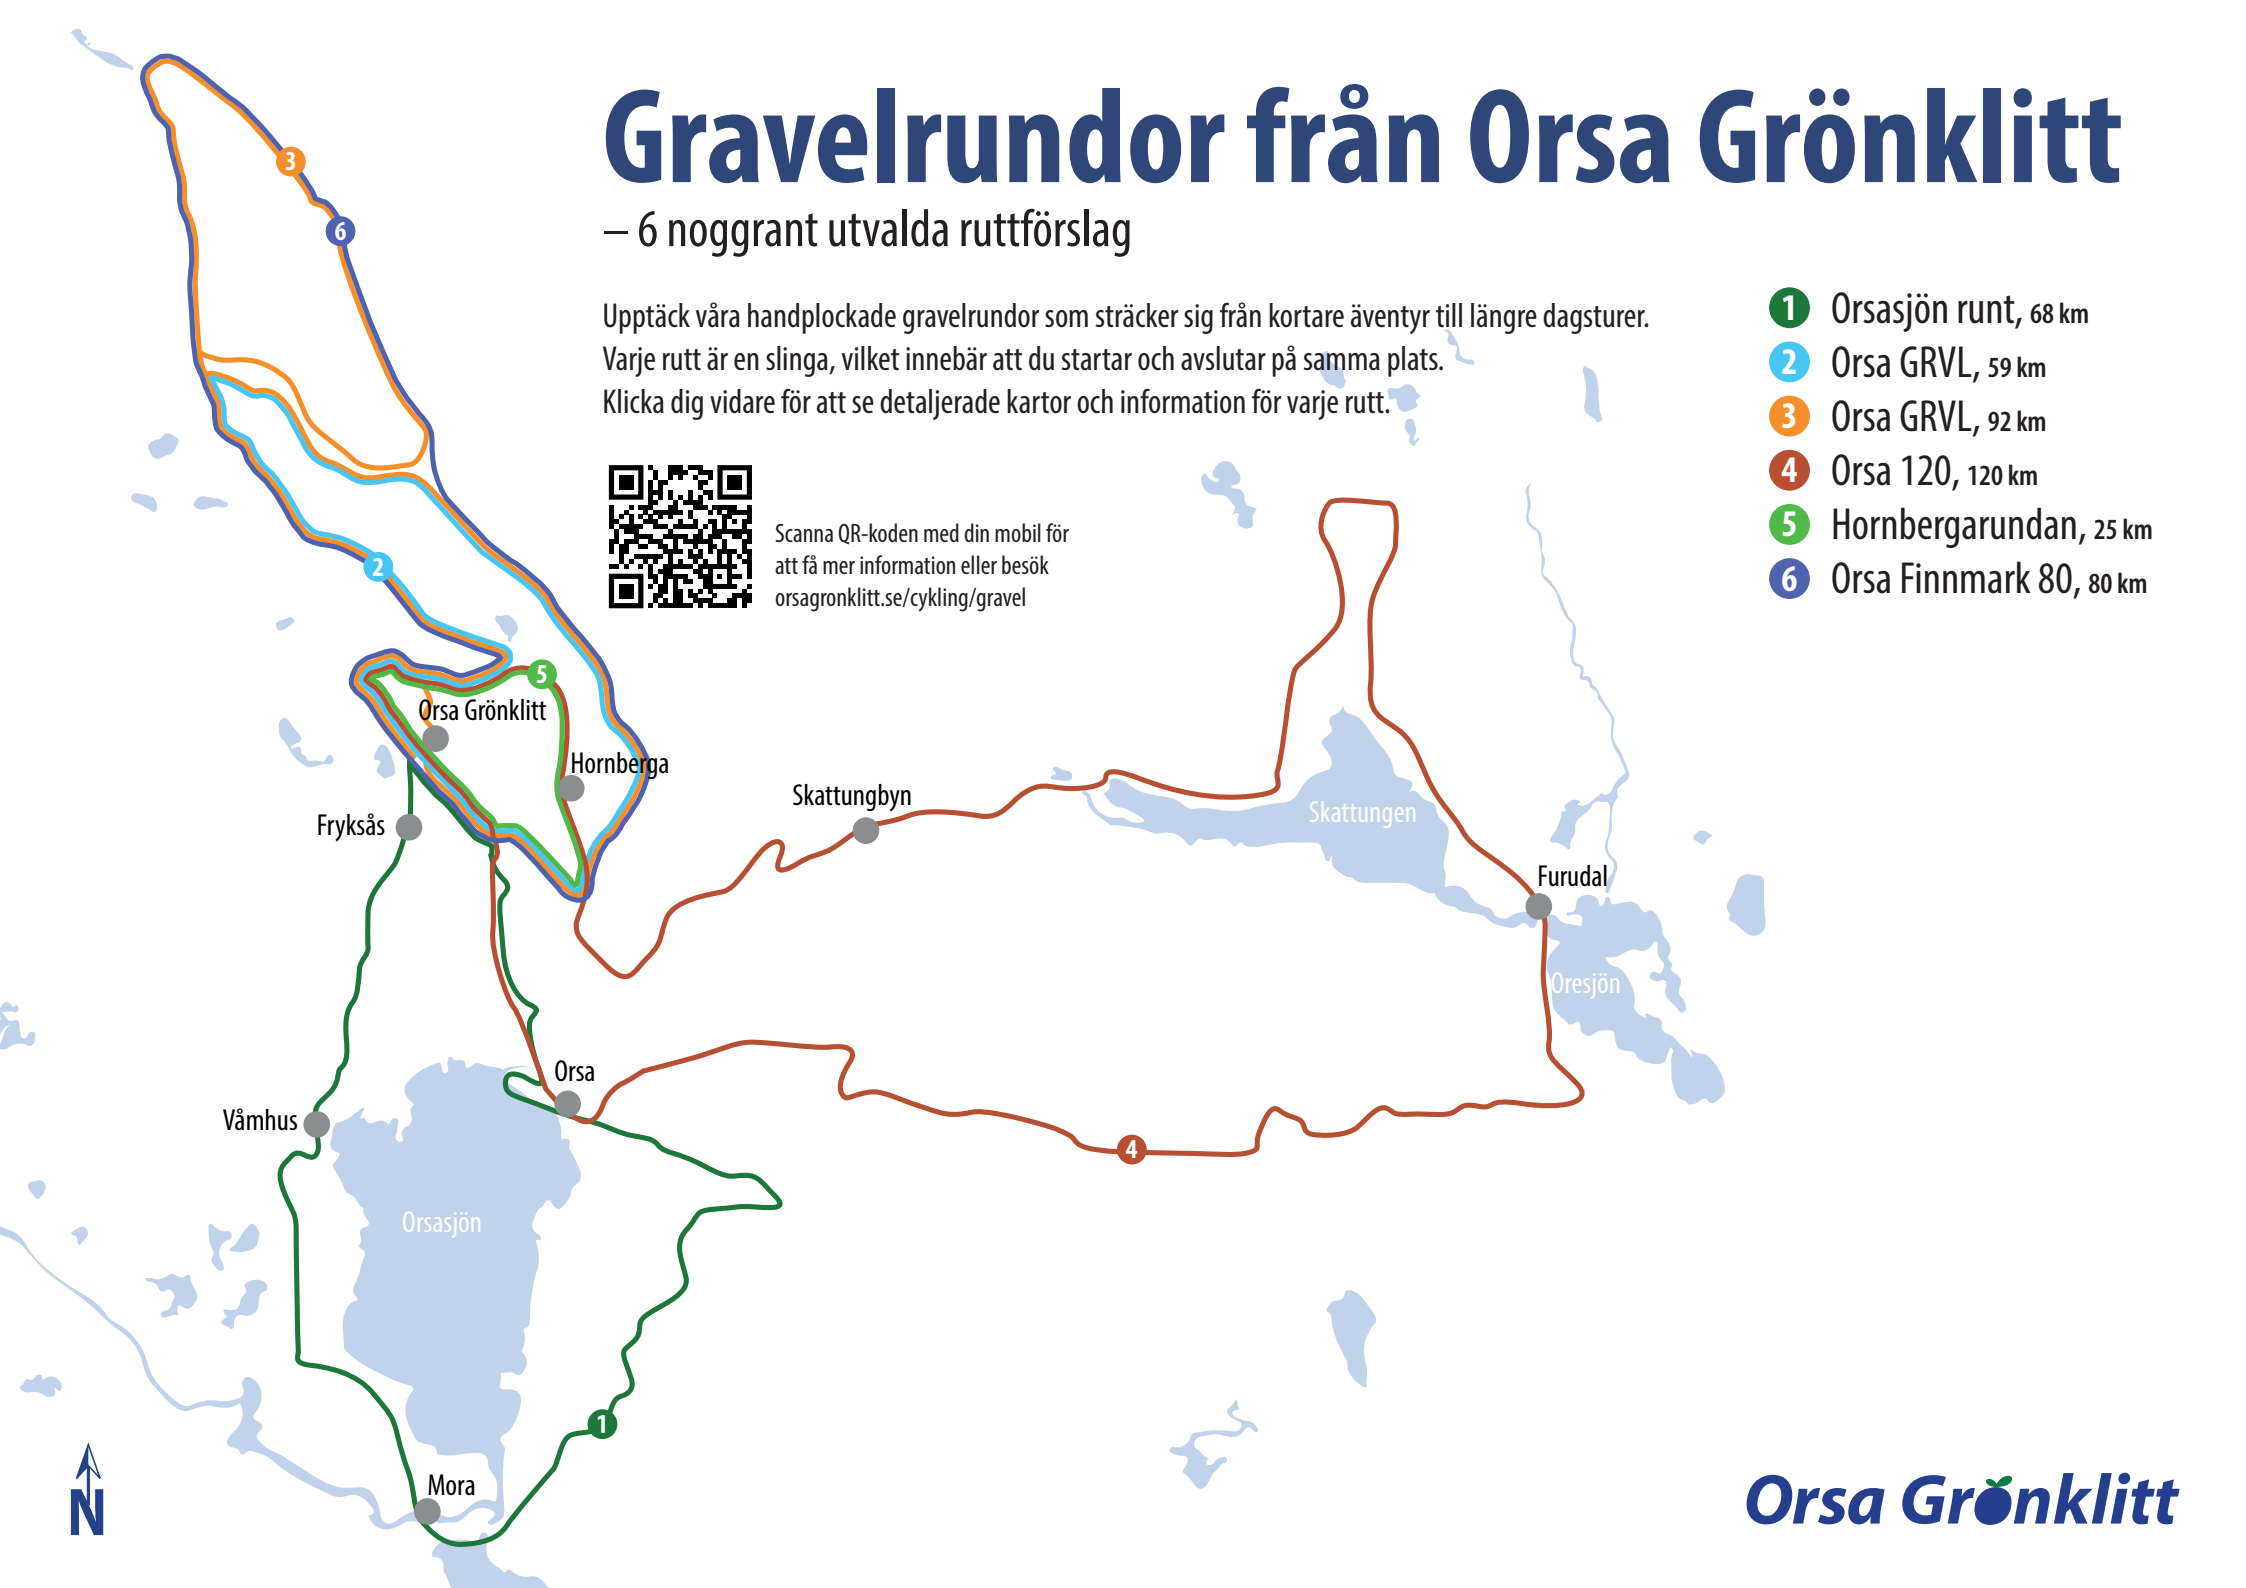 Gravelrundor från Orsa Grönklitt
– 6 noggrant utvalda ruttförslag
Upptäck våra handplockade gravelrundor som sträcker sig från kortare äventyr till längre dagsturer.
Varje rutt är en slinga, vilket innebär att du startar och avslutar på samma plats.
Klicka dig vidare för att se detaljerade kartor och information för varje rutt.
Scanna QR-koden med din mobil för
att få mer information eller besök
orsagronklitt.se/cykling/gravel
1 Orsasjön runt, 68 km
2 Orsa GRVL, 59 km
3 Orsa GRVL, 92 km
4 Orsa 120, 120 km
5 Hornbergarundan, 25 km
6 Orsa Finnmark 80, 80 km
3
6
2
5
Orsa Grönklitt
Hornberga
Skattungbyn
Skattungen
Fryksås
Furudal
Oresjön
Orsa
Våmhus
4
Orsasjön
1
Mora
N
Orsa Grönklitt